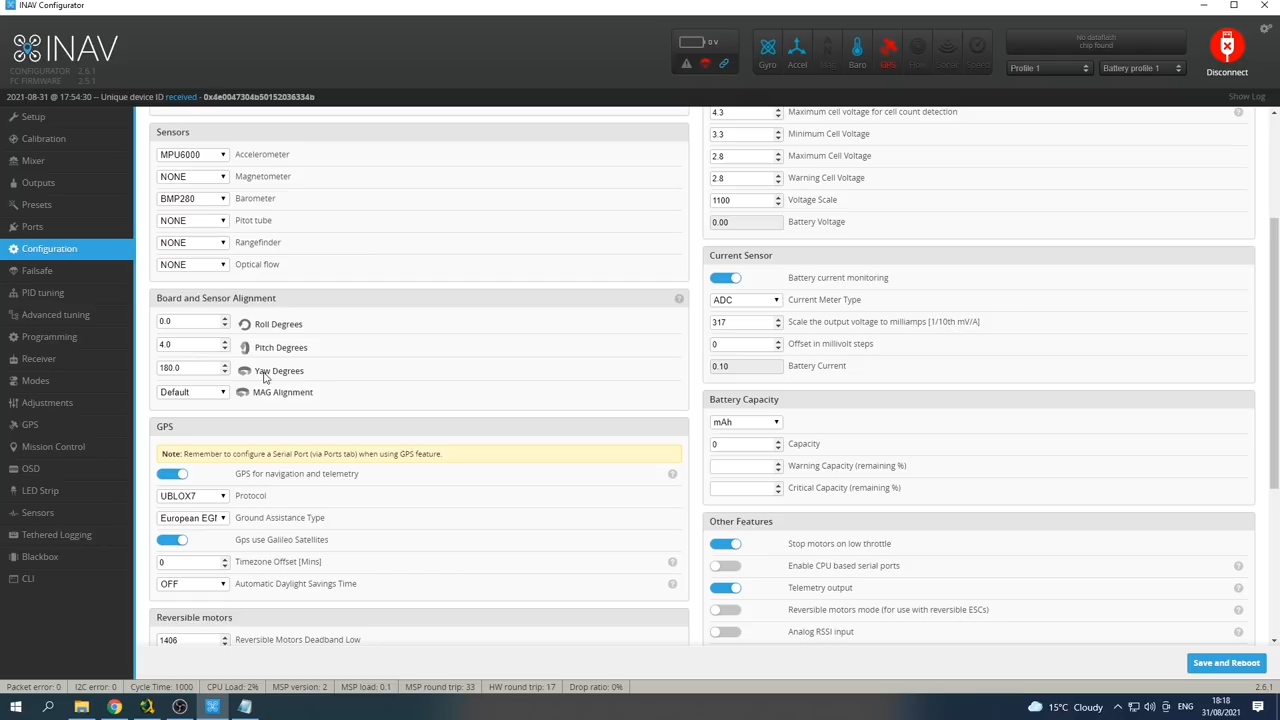 INAV Configurator
INAV
CONFIGURATOR 2.6.1
FC FIRMWARE 2.5.1
0 V
Gyro
Accel
Mag
Baro
GPS
Flow
Sonar
Speed
No dataflash
chip found
Profile 1
Battery profile 1
Disconnect
2021-08-31 @ 17:54:30 -- Unique device ID received - 0x4e0047304b50152036334b
Show Log
Setup
Calibration
Mixer
Outputs
Presets
Ports
Configuration
Failsafe
PID tuning
Advanced tuning
Programming
Receiver
Modes
Adjustments
GPS
Mission Control
OSD
LED Strip
Sensors
Tethered Logging
Blackbox
CLI
Sensors
MPU6000 Accelerometer
NONE Magnetometer
BMP280 Barometer
NONE Pitot tube
NONE Rangefinder
NONE Optical flow
Board and Sensor Alignment
0.0 Roll Degrees
4.0 Pitch Degrees
180.0 Yaw Degrees
Default MAG Alignment
GPS
Note: Remember to configure a Serial Port (via Ports tab) when using GPS feature.
GPS for navigation and telemetry
UBLOX7 Protocol
European EGN Ground Assistance Type
Gps use Galileo Satellites
0 Timezone Offset [Mins]
OFF Automatic Daylight Savings Time
Reversible motors
1406 Reversible Motors Deadband Low
4.3 Maximum cell voltage for cell count detection
3.3 Minimum Cell Voltage
2.8 Maximum Cell Voltage
2.8 Warning Cell Voltage
1100 Voltage Scale
0.00 Battery Voltage
Current Sensor
Battery current monitoring
ADC Current Meter Type
317 Scale the output voltage to milliamps [1/10th mV/A]
0 Offset in millivolt steps
0.10 Battery Current
Battery Capacity
mAh
0 Capacity
Warning Capacity (remaining %)
Critical Capacity (remaining %)
Other Features
Stop motors on low throttle
Enable CPU based serial ports
Telemetry output
Reversible motors mode (for use with reversible ESCs)
Analog RSSI input
Save and Reboot
Packet error: 0 I2C error: 0 Cycle Time: 1000 CPU Load: 2% MSP version: 2 MSP load: 0.1 MSP round trip: 33 HW round trip: 17 Drop ratio: 0% 2.6.1
15°C Cloudy
ENG
18:18
31/08/2021